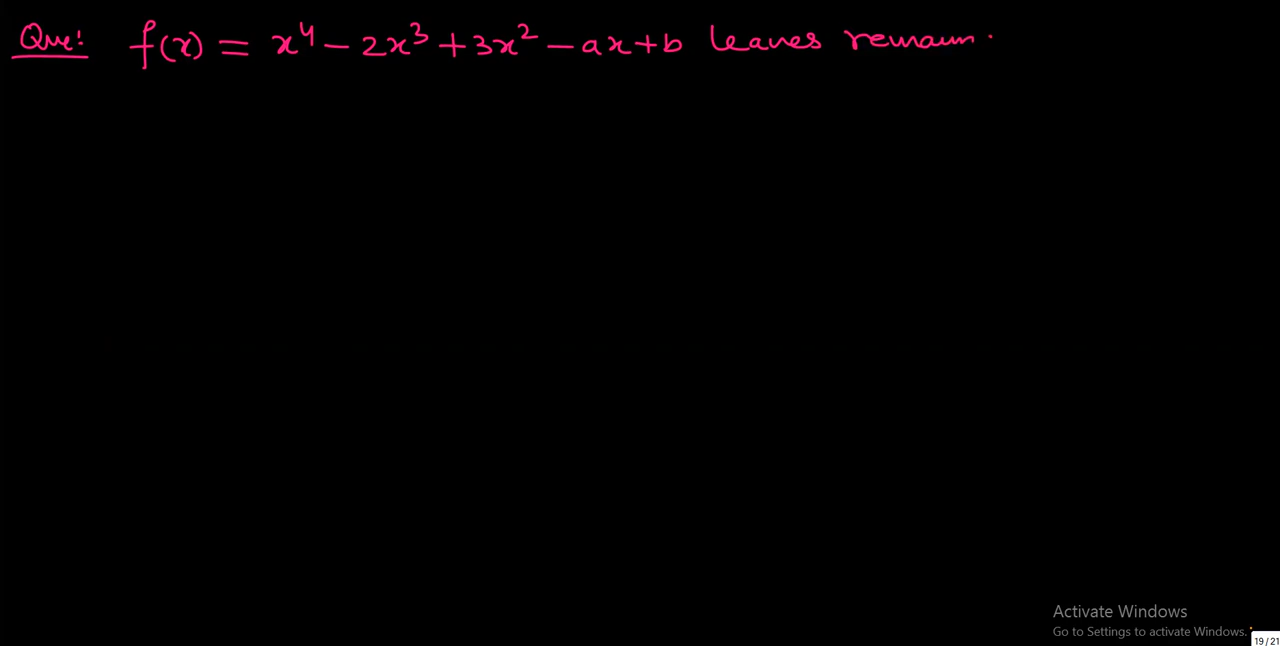 Que: f(x) = x⁴ - 2x³ + 3x² - ax + b leaves remain
Activate Windows
Go to Settings to activate Windows.
19 / 21